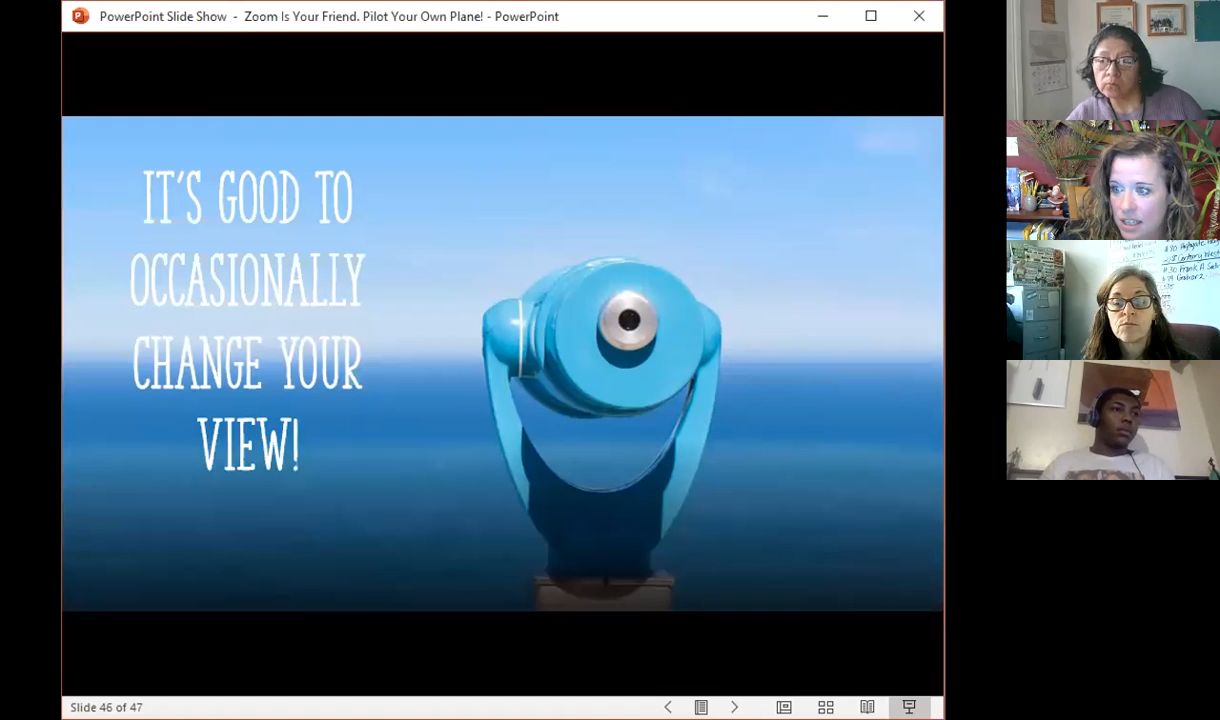 PowerPoint Slide Show - Zoom Is Your Friend. Pilot Your Own Plane! - PowerPoint
IT'S GOOD TO
OCCASIONALLY
CHANGE YOUR
VIEW!
Slide 46 of 47
Frank A